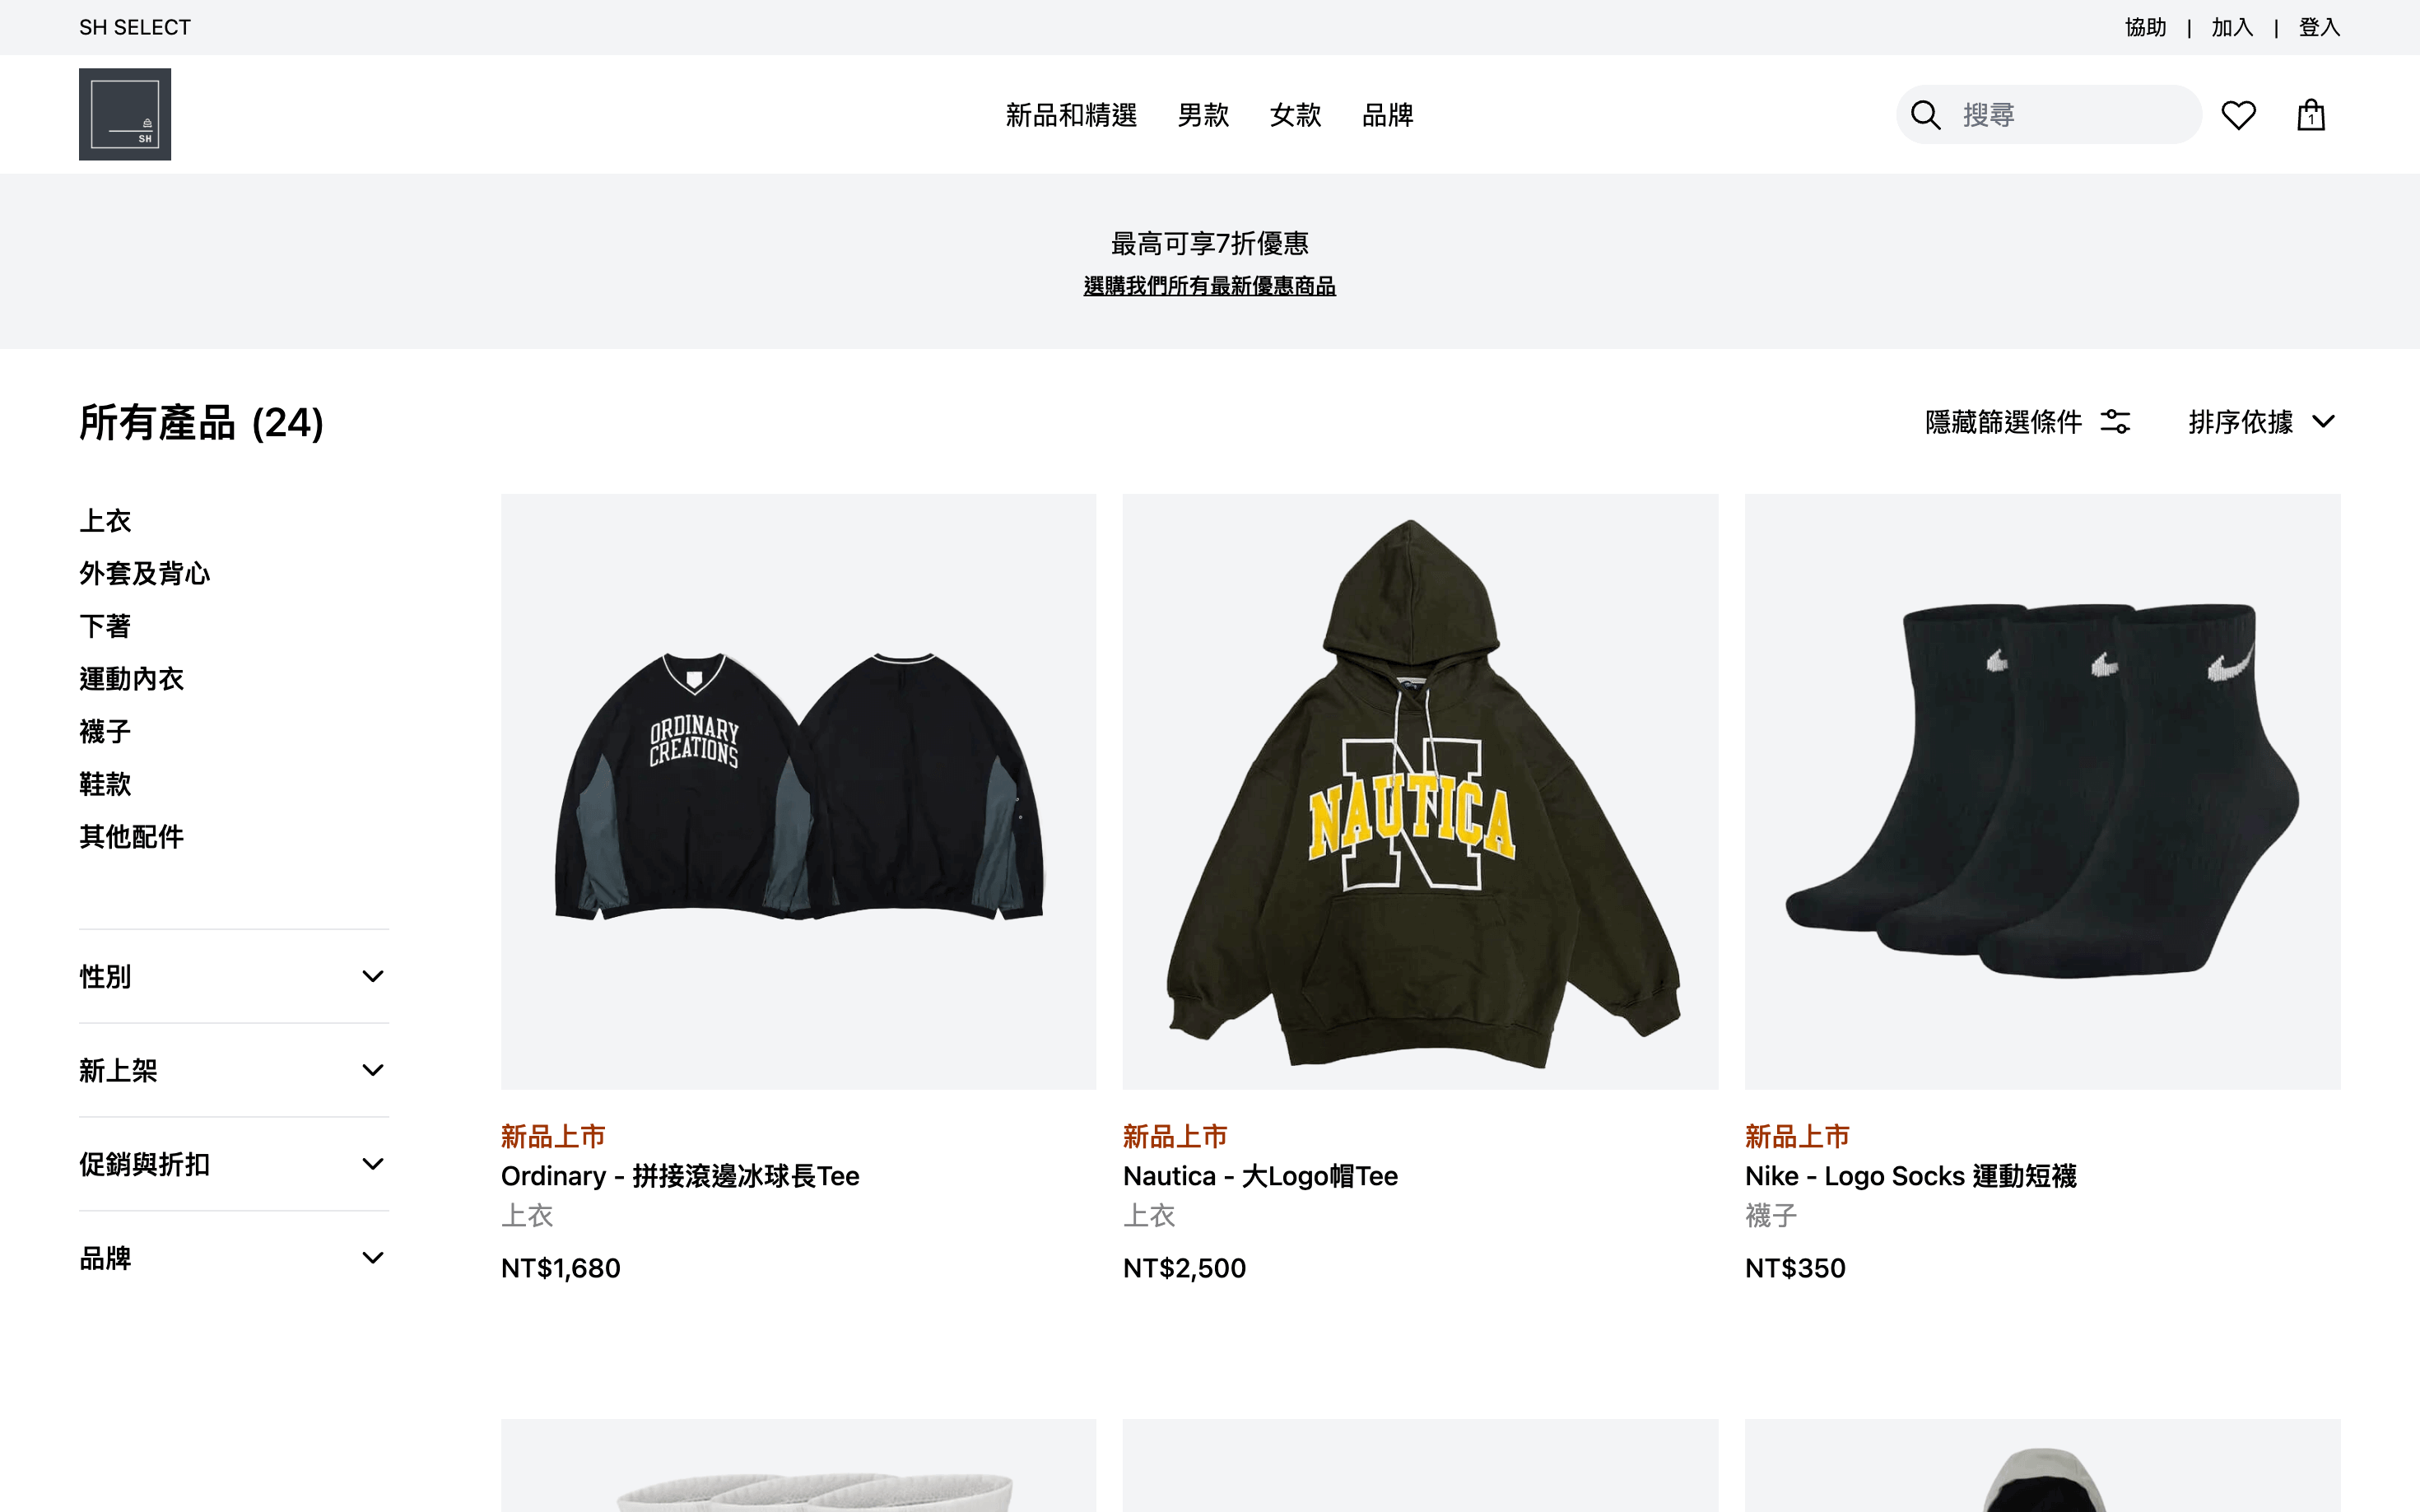 SH SELECT
協助 | 加入 | 登入
SH
新品和精選 男款 女款 品牌
搜尋
1
最高可享7折優惠
選購我們所有最新優惠商品
所有產品 (24)
隱藏篩選條件
排序依據
上衣
外套及背心
下著
運動內衣
襪子
鞋款
其他配件
性別
新上架
促銷與折扣
品牌
ORDINARY
CREATIONS
新品上市
Ordinary - 拼接滾邊冰球長Tee
上衣
NT$1,680
N
NAUTICA
新品上市
Nautica - 大Logo帽Tee
上衣
NT$2,500
新品上市
Nike - Logo Socks 運動短襪
襪子
NT$350